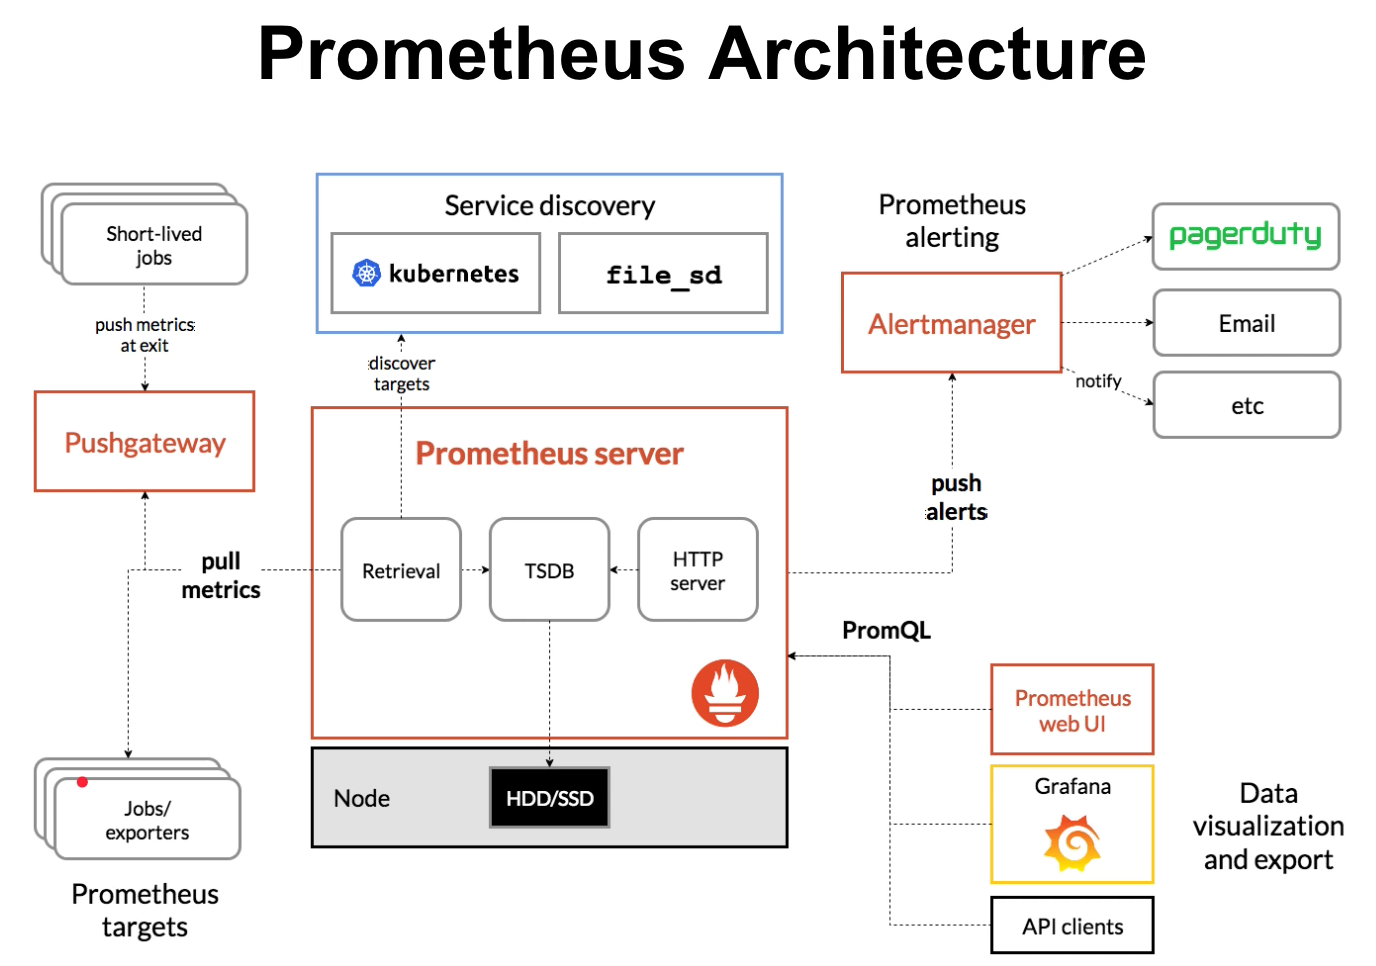 Prometheus Architecture
Short-lived
jobs
push metrics
at exit
Pushgateway
pull
metrics
Jobs/
exporters
Prometheus
targets
Service discovery
kubernetes
file_sd
discover
targets
Prometheus server
Retrieval
TSDB
HTTP
server
Node
HDD/SSD
Prometheus
alerting
Alertmanager
pagerduty
Email
notify
etc
push
alerts
PromQL
Prometheus
web UI
Grafana
API clients
Data
visualization
and export